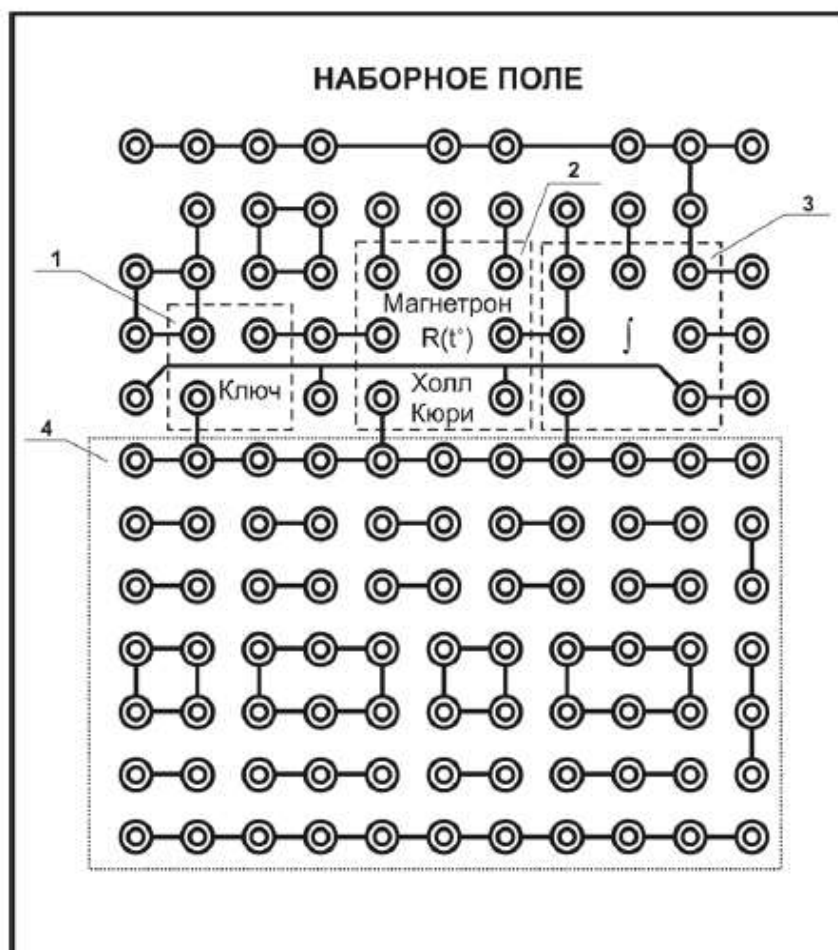 НАБОРНОЕ ПОЛЕ
2
3
1
Магнетрон
R(t°)
∫
Ключ
Холл
Кюри
4